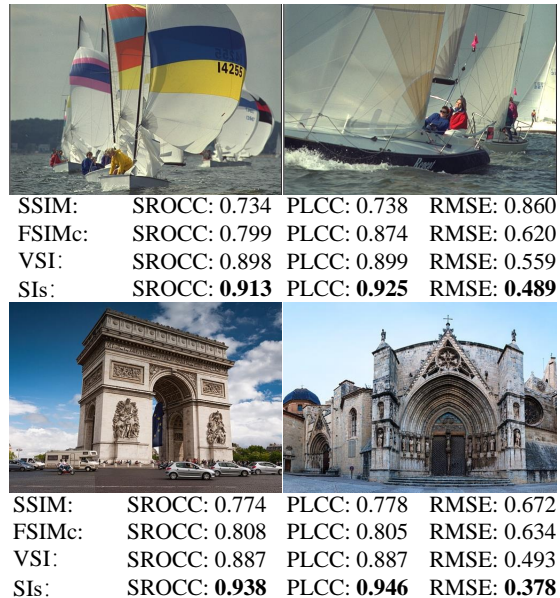 14255
SSIM: SROCC: 0.734 PLCC: 0.738 RMSE: 0.860
FSIMc: SROCC: 0.799 PLCC: 0.874 RMSE: 0.620
VSI: SROCC: 0.898 PLCC: 0.899 RMSE: 0.559
SIs: SROCC: 0.913 PLCC: 0.925 RMSE: 0.489
SSIM: SROCC: 0.774 PLCC: 0.778 RMSE: 0.672
FSIMc: SROCC: 0.808 PLCC: 0.805 RMSE: 0.634
VSI: SROCC: 0.887 PLCC: 0.887 RMSE: 0.493
SIs: SROCC: 0.938 PLCC: 0.946 RMSE: 0.378